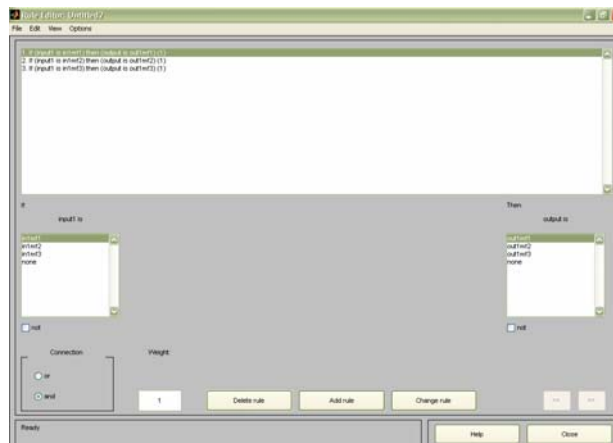 Rule Editor: Untitled2
File Edit View Options
1. If (input1 is in1mf1) then (output is out1mf1) (1)
2. If (input1 is in1mf2) then (output is out1mf2) (1)
3. If (input1 is in1mf3) then (output is out1mf3) (1)
If
Then
input1 is
output is
in1mf1
in1mf2
in1mf3
none
out1mf1
out1mf2
out1mf3
none
not
not
Connection
or
and
Weight:
1
Delete rule
Add rule
Change rule
<<
>>
Ready
Help
Close